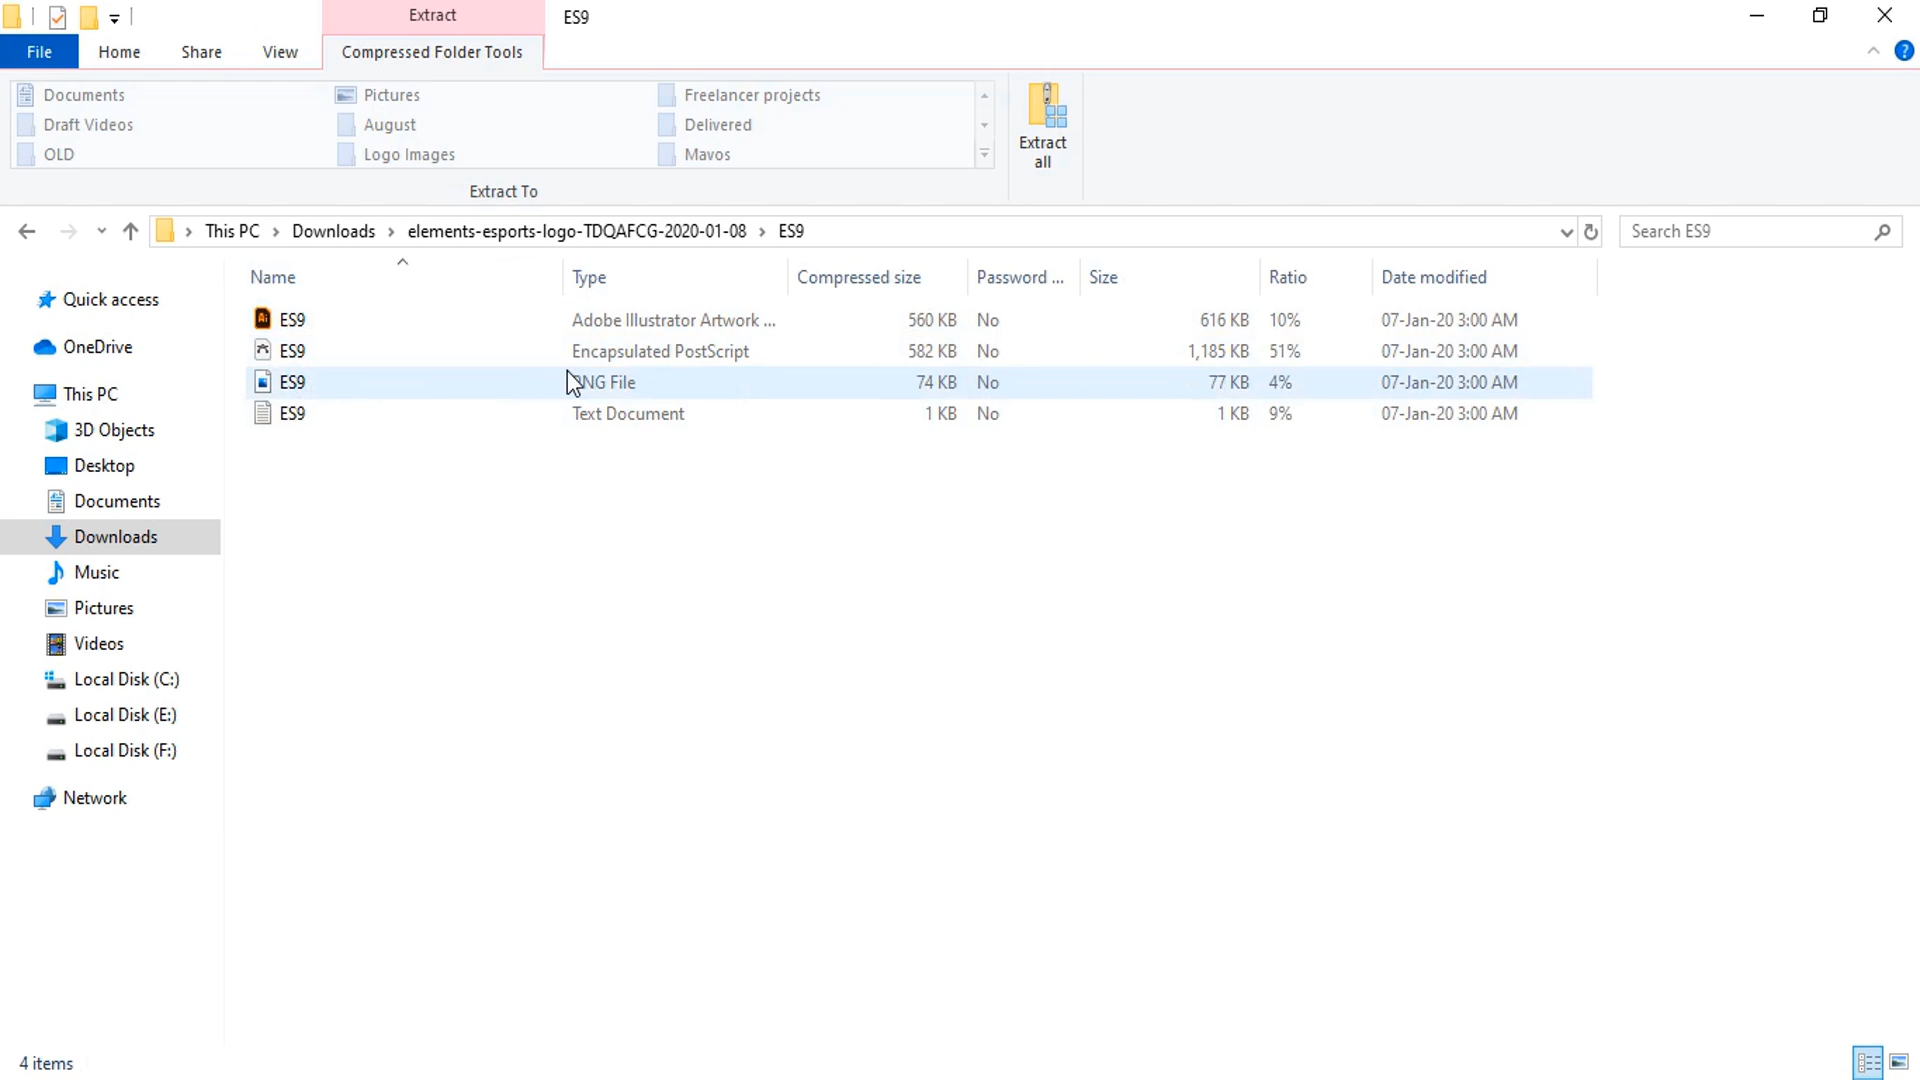 Extract
ES9
File
Home
Share
View
Compressed Folder Tools
Documents
Pictures
Freelancer projects
Draft Videos
August
Delivered
OLD
Logo Images
Mavos
Extract all
Extract To
This PC > Downloads > elements-esports-logo-TDQAFCG-2020-01-08 > ES9
Search ES9
Name Type Compressed size Password ... Size Ratio Date modified
ES9 Adobe Illustrator Artwork ... 560 KB No 616 KB 10% 07-Jan-20 3:00 AM
ES9 Encapsulated PostScript 582 KB No 1,185 KB 51% 07-Jan-20 3:00 AM
ES9 PNG File 74 KB No 77 KB 4% 07-Jan-20 3:00 AM
ES9 Text Document 1 KB No 1 KB 9% 07-Jan-20 3:00 AM
Quick access
OneDrive
This PC
3D Objects
Desktop
Documents
Downloads
Music
Pictures
Videos
Local Disk (C:)
Local Disk (E:)
Local Disk (F:)
Network
4 items